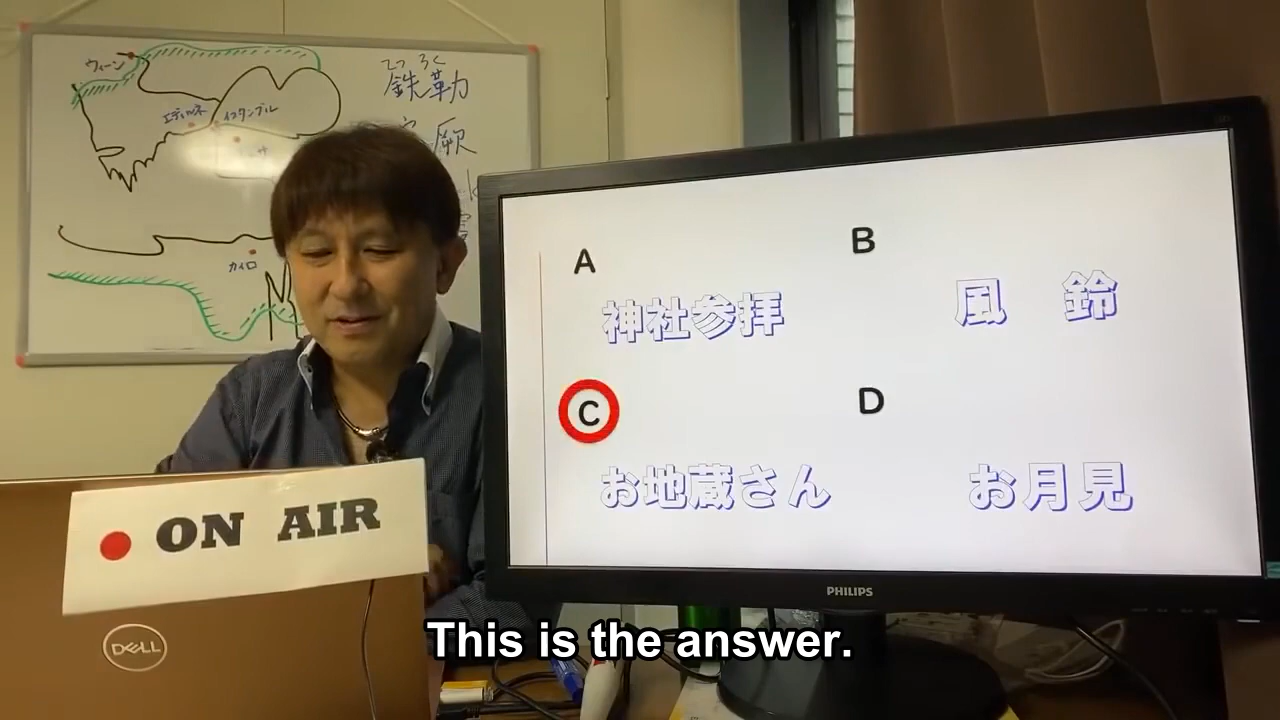 ウィーン
エディルネ
イスタンブル
カイロ
てつ ろく
鉄勒
厥
A
神社参拝
B
風 鈴
C
お地蔵さん
D
お月見
PHILIPS
ON AIR
DELL
This is the answer.